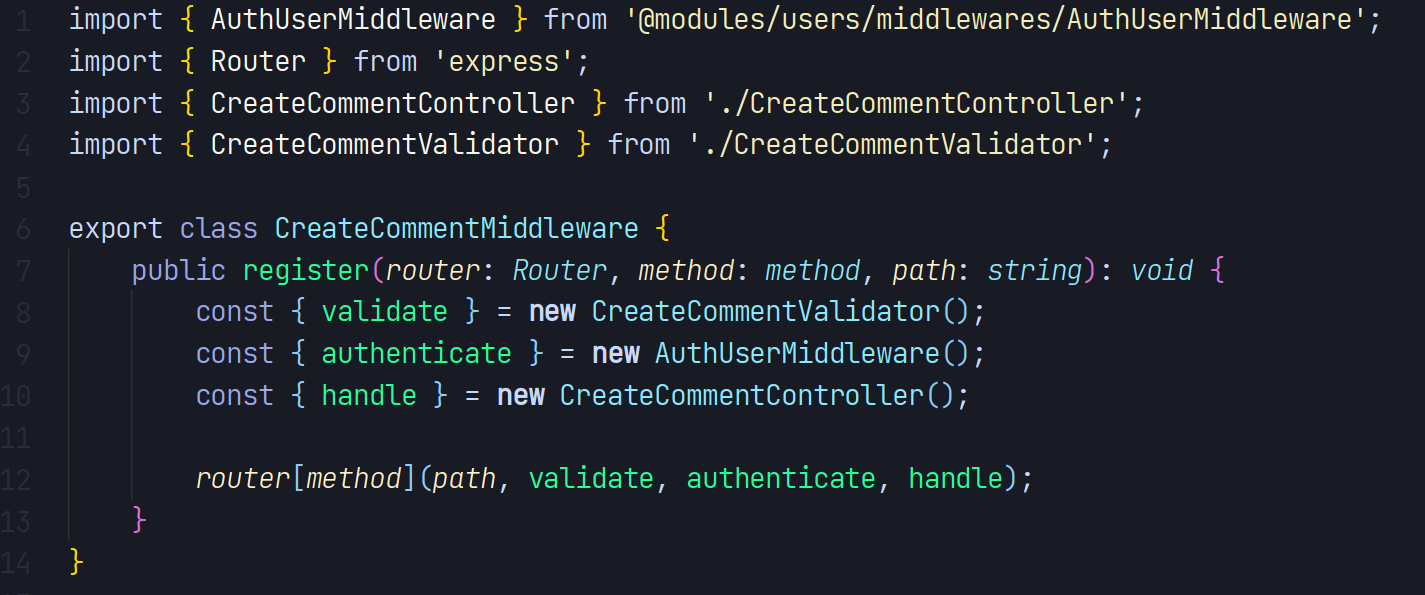 1 import { AuthUserMiddleware } from '@modules/users/middlewares/AuthUserMiddleware';
2 import { Router } from 'express';
3 import { CreateCommentController } from './CreateCommentController';
4 import { CreateCommentValidator } from './CreateCommentValidator';
5
6 export class CreateCommentMiddleware {
7     public register(router: Router, method: method, path: string): void {
8         const { validate } = new CreateCommentValidator();
9         const { authenticate } = new AuthUserMiddleware();
10         const { handle } = new CreateCommentController();
11
12         router[method](path, validate, authenticate, handle);
13     }
14 }